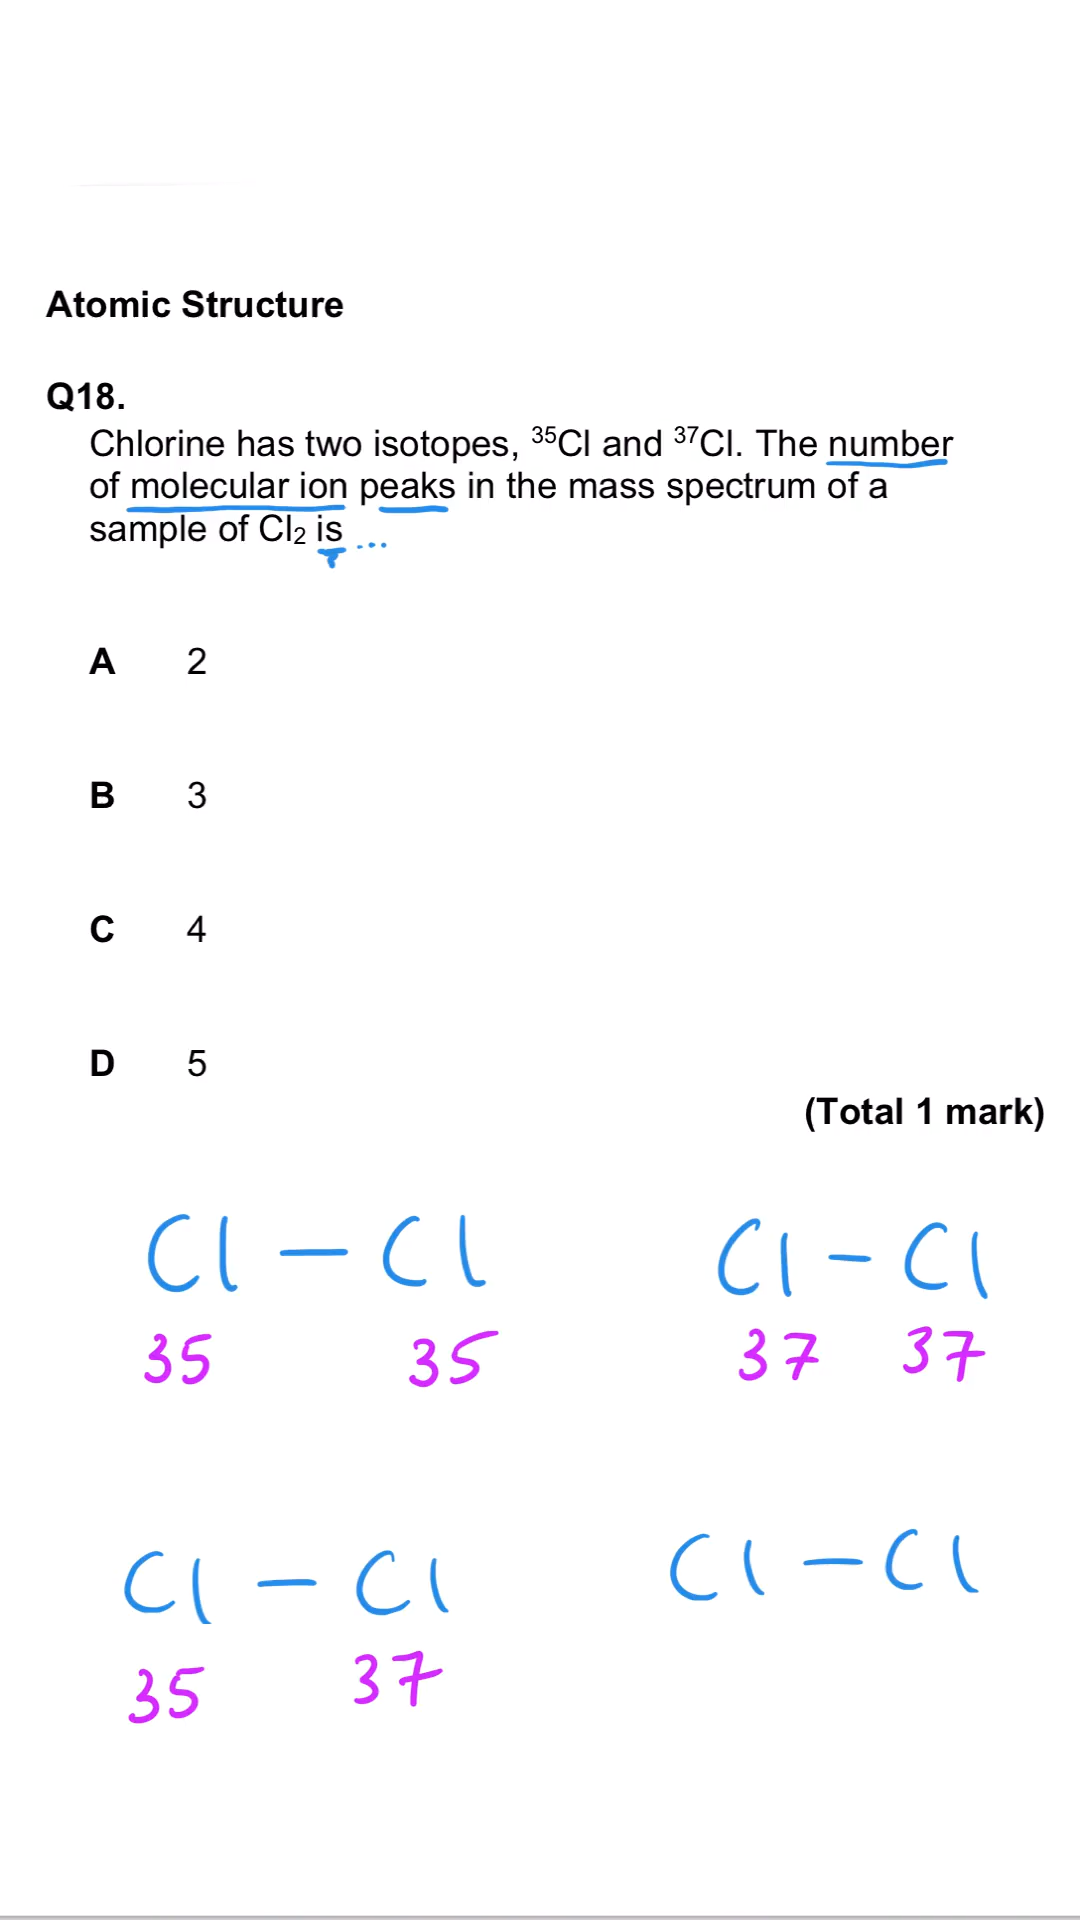 Atomic Structure
Q18.
Chlorine has two isotopes, ³⁵Cl and ³⁷Cl. The number
of molecular ion peaks in the mass spectrum of a
sample of Cl₂ is ...
A 2
B 3
C 4
D 5
(Total 1 mark)
Cl – Cl Cl – Cl
35 35 37 37
Cl – Cl Cl – Cl
35 37